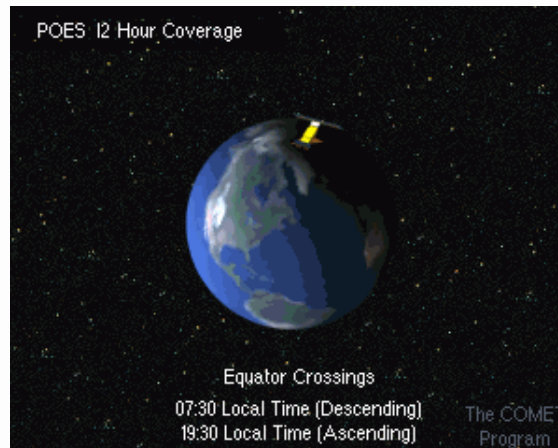 POES 12 Hour Coverage
Equator Crossings
07:30 Local Time (Descending)
19:30 Local Time (Ascending)
The COMET
Program